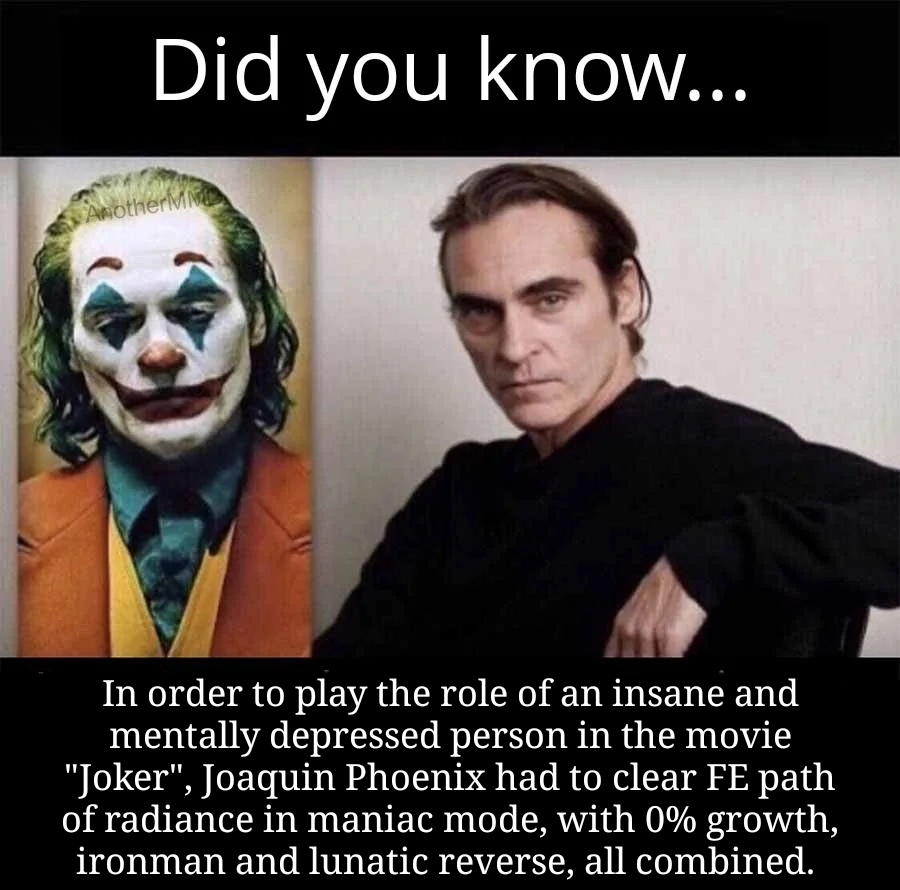 Did you know...
In order to play the role of an insane and
mentally depressed person in the movie
"Joker", Joaquin Phoenix had to clear FE path
of radiance in maniac mode, with 0% growth,
ironman and lunatic reverse, all combined.